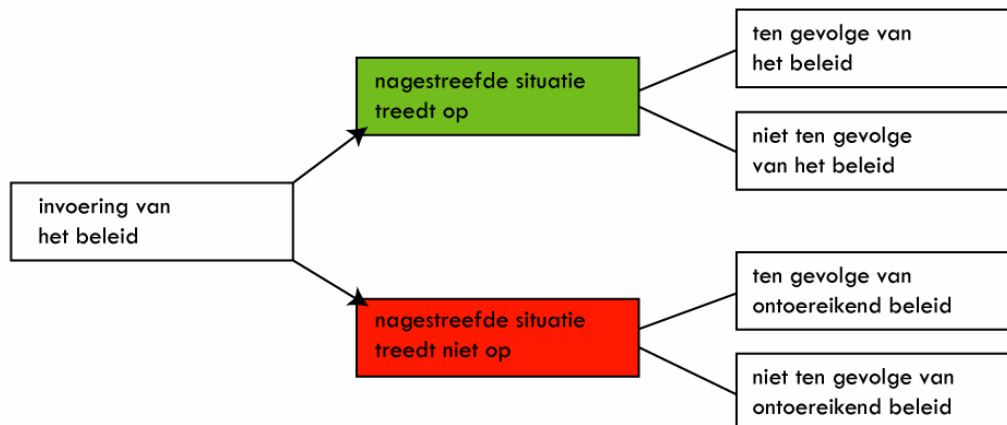 invoering van
het beleid
nagestreefde situatie
treedt op
ten gevolge van
het beleid
niet ten gevolge
van het beleid
nagestreefde situatie
treedt niet op
ten gevolge van
ontoereikend beleid
niet ten gevolge van
ontoereikend beleid